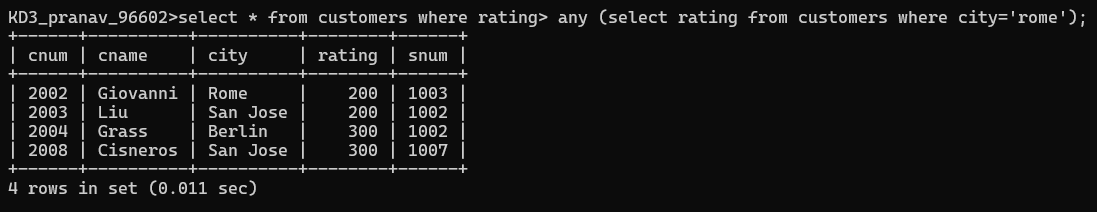 KD3_pranav_96602>select * from customers where rating> any (select rating from customers where city='rome');
+------+----------+----------+--------+------+
| cnum | cname    | city     | rating | snum |
+------+----------+----------+--------+------+
| 2002 | Giovanni | Rome     |    200 | 1003 |
| 2003 | Liu      | San Jose |    200 | 1002 |
| 2004 | Grass    | Berlin   |    300 | 1002 |
| 2008 | Cisneros | San Jose |    300 | 1007 |
+------+----------+----------+--------+------+
4 rows in set (0.011 sec)